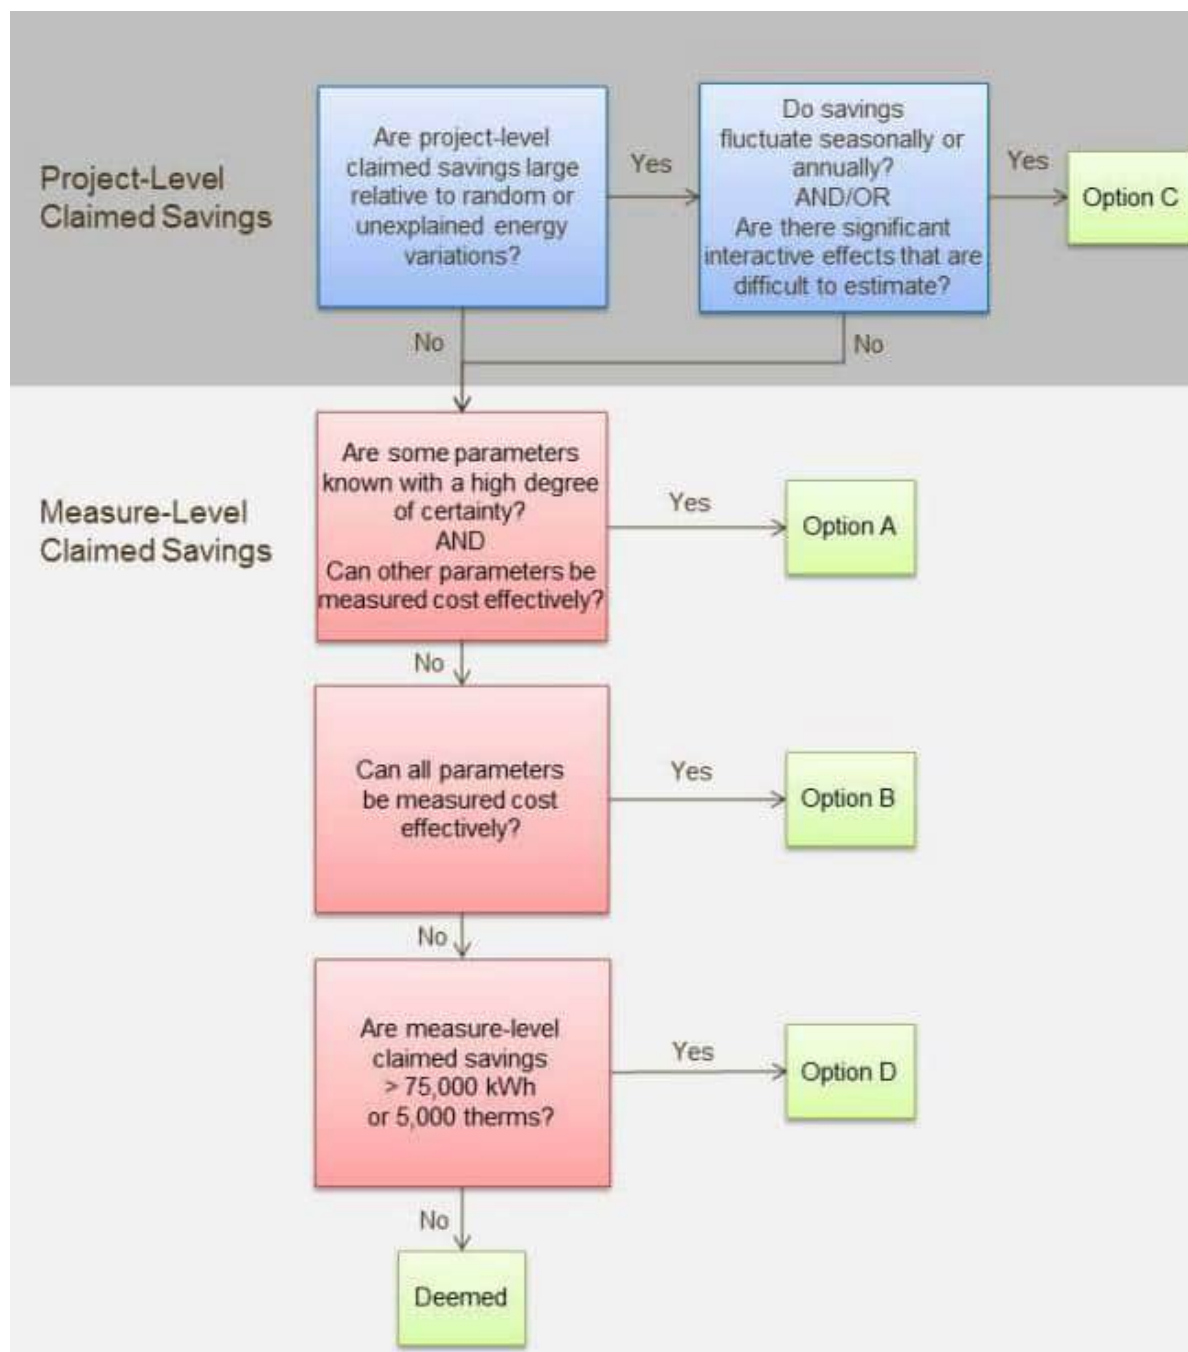 Project-Level
Claimed Savings
Are project-level
claimed savings large
relative to random or
unexplained energy
variations?
Yes
Do savings
fluctuate seasonally or
annually?
AND/OR
Are there significant
interactive effects that are
difficult to estimate?
Yes
Option C
No
No
Measure-Level
Claimed Savings
Are some parameters
known with a high degree
of certainty?
AND
Can other parameters be
measured cost effectively?
Yes
Option A
No
Can all parameters
be measured cost
effectively?
Yes
Option B
No
Are measure-level
claimed savings
> 75,000 kWh
or 5,000 therms?
Yes
Option D
No
Deemed